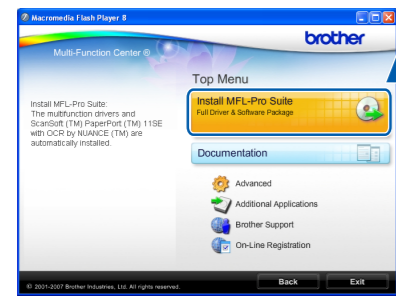 Macromedia Flash Player 8
brother
Multi-Function Center ®
Top Menu
Install MFL-Pro Suite:
The multifunction drivers and
ScanSoft (TM) PaperPort (TM) 11SE
with OCR by NUANCE (TM) are
automatically installed.
Install MFL-Pro Suite
Full Driver & Software Package
Documentation
Advanced
Additional Applications
Brother Support
On-Line Registration
© 2001-2007 Brother Industries, Ltd. All rights reserved.
Back
Exit